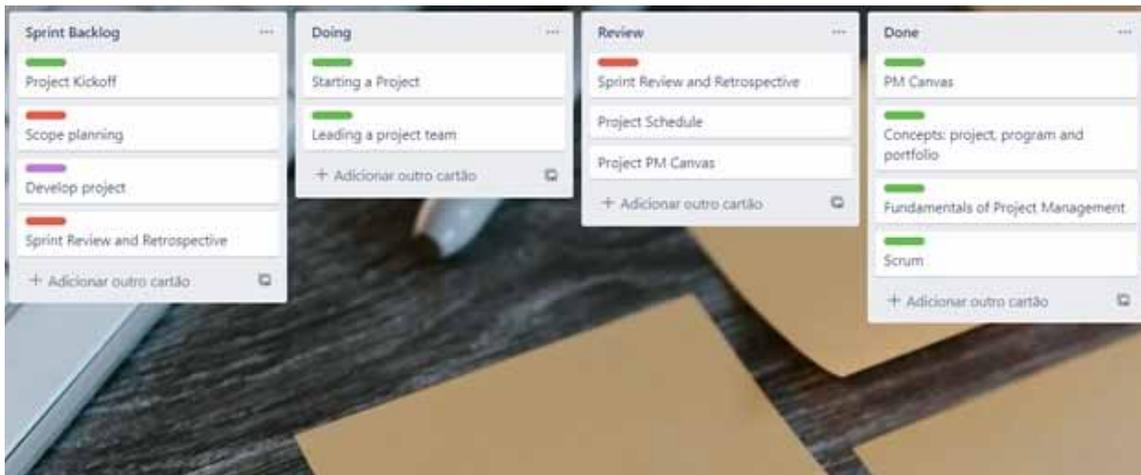 Sprint Backlog
Project Kickoff
Scope planning
Develop project
Sprint Review and Retrospective
+ Adicionar outro cartão
Doing
Starting a Project
Leading a project team
+ Adicionar outro cartão
Review
Sprint Review and Retrospective
Project Schedule
Project PM Canvas
+ Adicionar outro cartão
Done
PM Canvas
Concepts: project, program and
portfolio
Fundamentals of Project Management
Scrum
+ Adicionar outro cartão